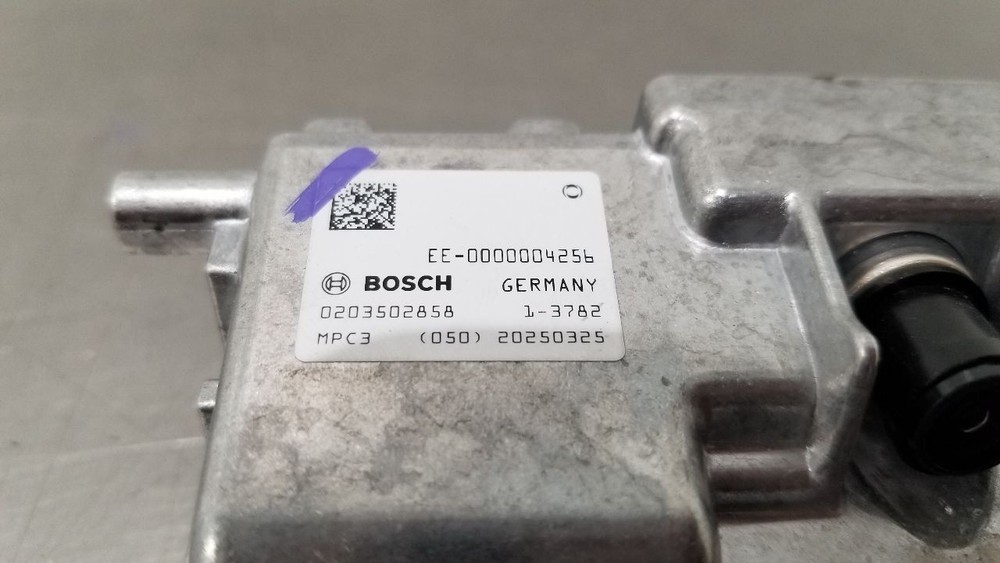 EE-0000004256
BOSCH GERMANY
0203502858 1-3782
MPC3 (050) 20250325